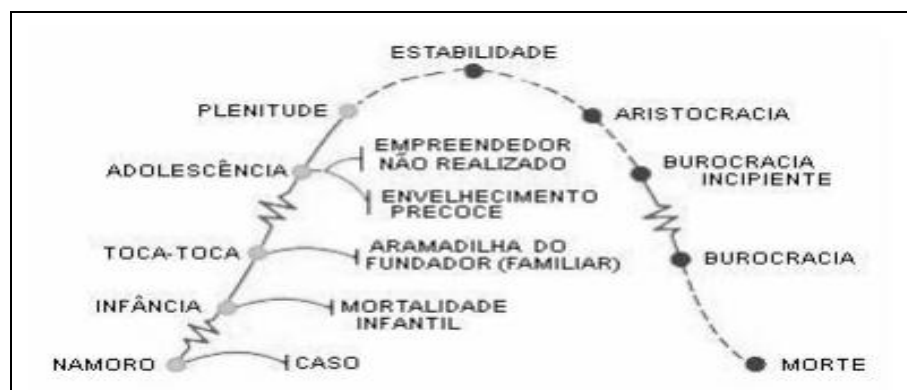 ESTABILIDADE
PLENITUDE
ARISTOCRACIA
EMPREENDEDOR
NÃO REALIZADO
ADOLESCÊNCIA
BUROCRACIA
INCIPIENTE
ENVELHECIMENTO
PRECOCE
TOCA-TOCA
ARAMADILHA DO
FUNDADOR (FAMILIAR)
BUROCRACIA
INFÂNCIA
MORTALIDADE
INFANTIL
NAMORO
CASO
MORTE